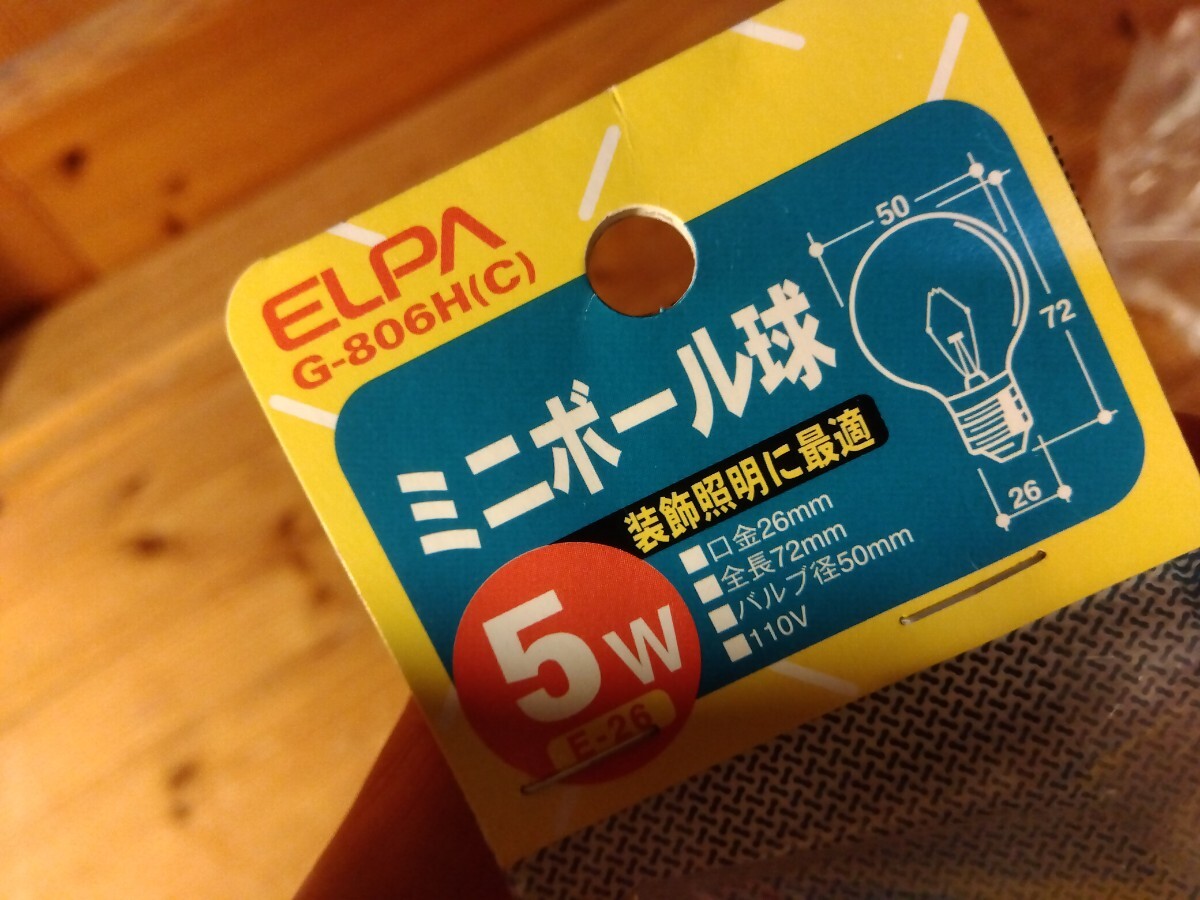 ELPA
G-806H(C)
ミニボール球
装飾照明に最適
■口金26mm
■全長72mm
■バルブ径50mm
■110V
5W
E-26
50
72
26